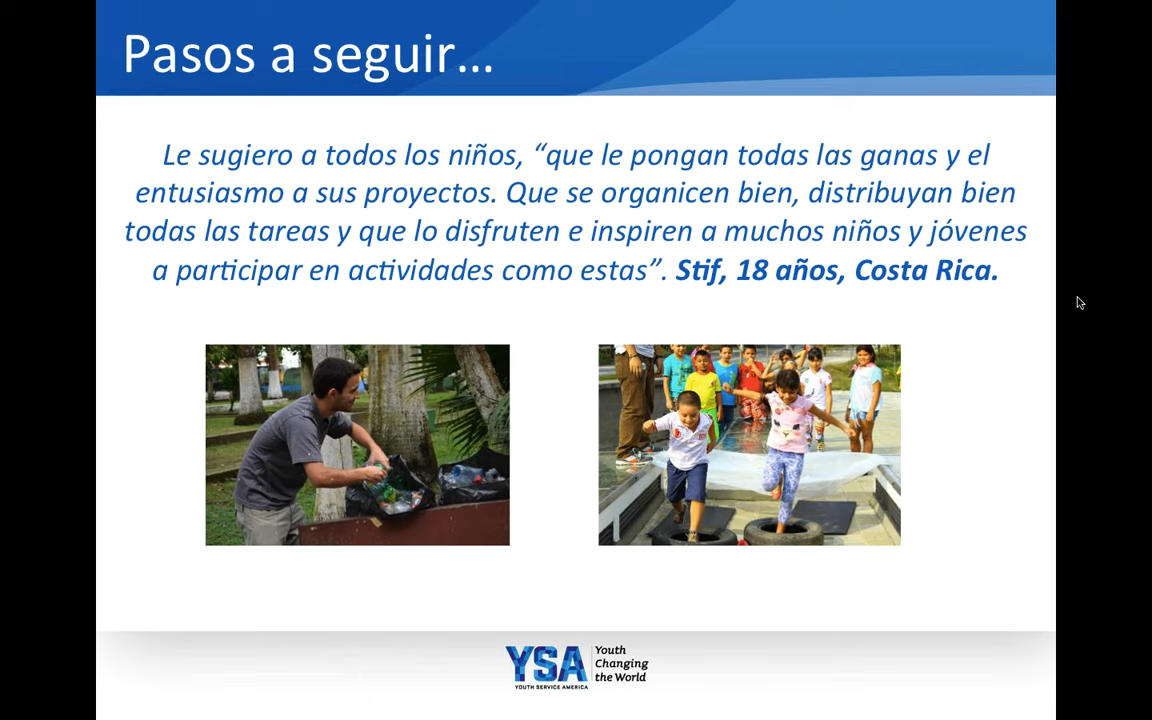 Pasos a seguir...
Le sugiero a todos los niños, “que le pongan todas las ganas y el
entusiasmo a sus proyectos. Que se organicen bien, distribuyan bien
todas las tareas y que lo disfruten e inspiren a muchos niños y jóvenes
a participar en actividades como estas”. Stif, 18 años, Costa Rica.
YSA
YOUTH SERVICE AMERICA
Youth
Changing
the World